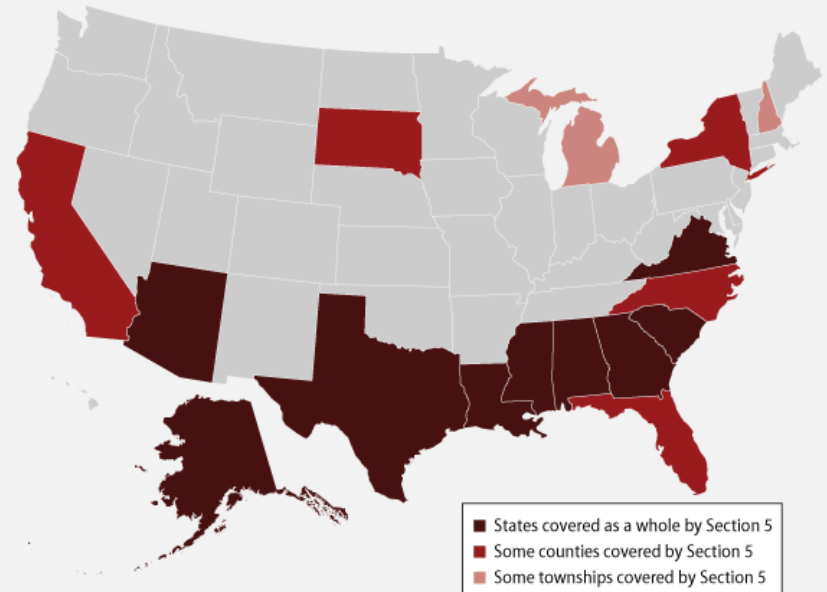 States covered as a whole by Section 5
Some counties covered by Section 5
Some townships covered by Section 5